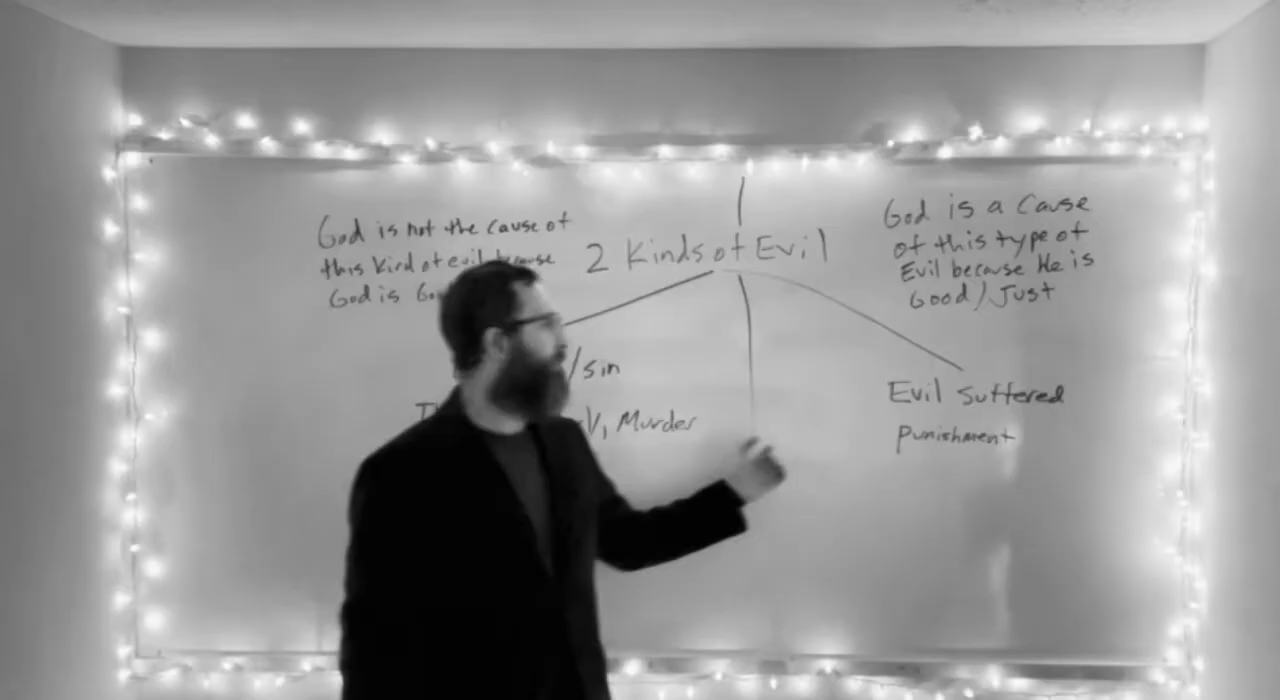 God is not the cause of
this kind of evil because
God is
2 Kinds of Evil
/sin
Murder
God is a Cause
of this type of
Evil because He is
Good/Just
Evil Suffered
Punishment